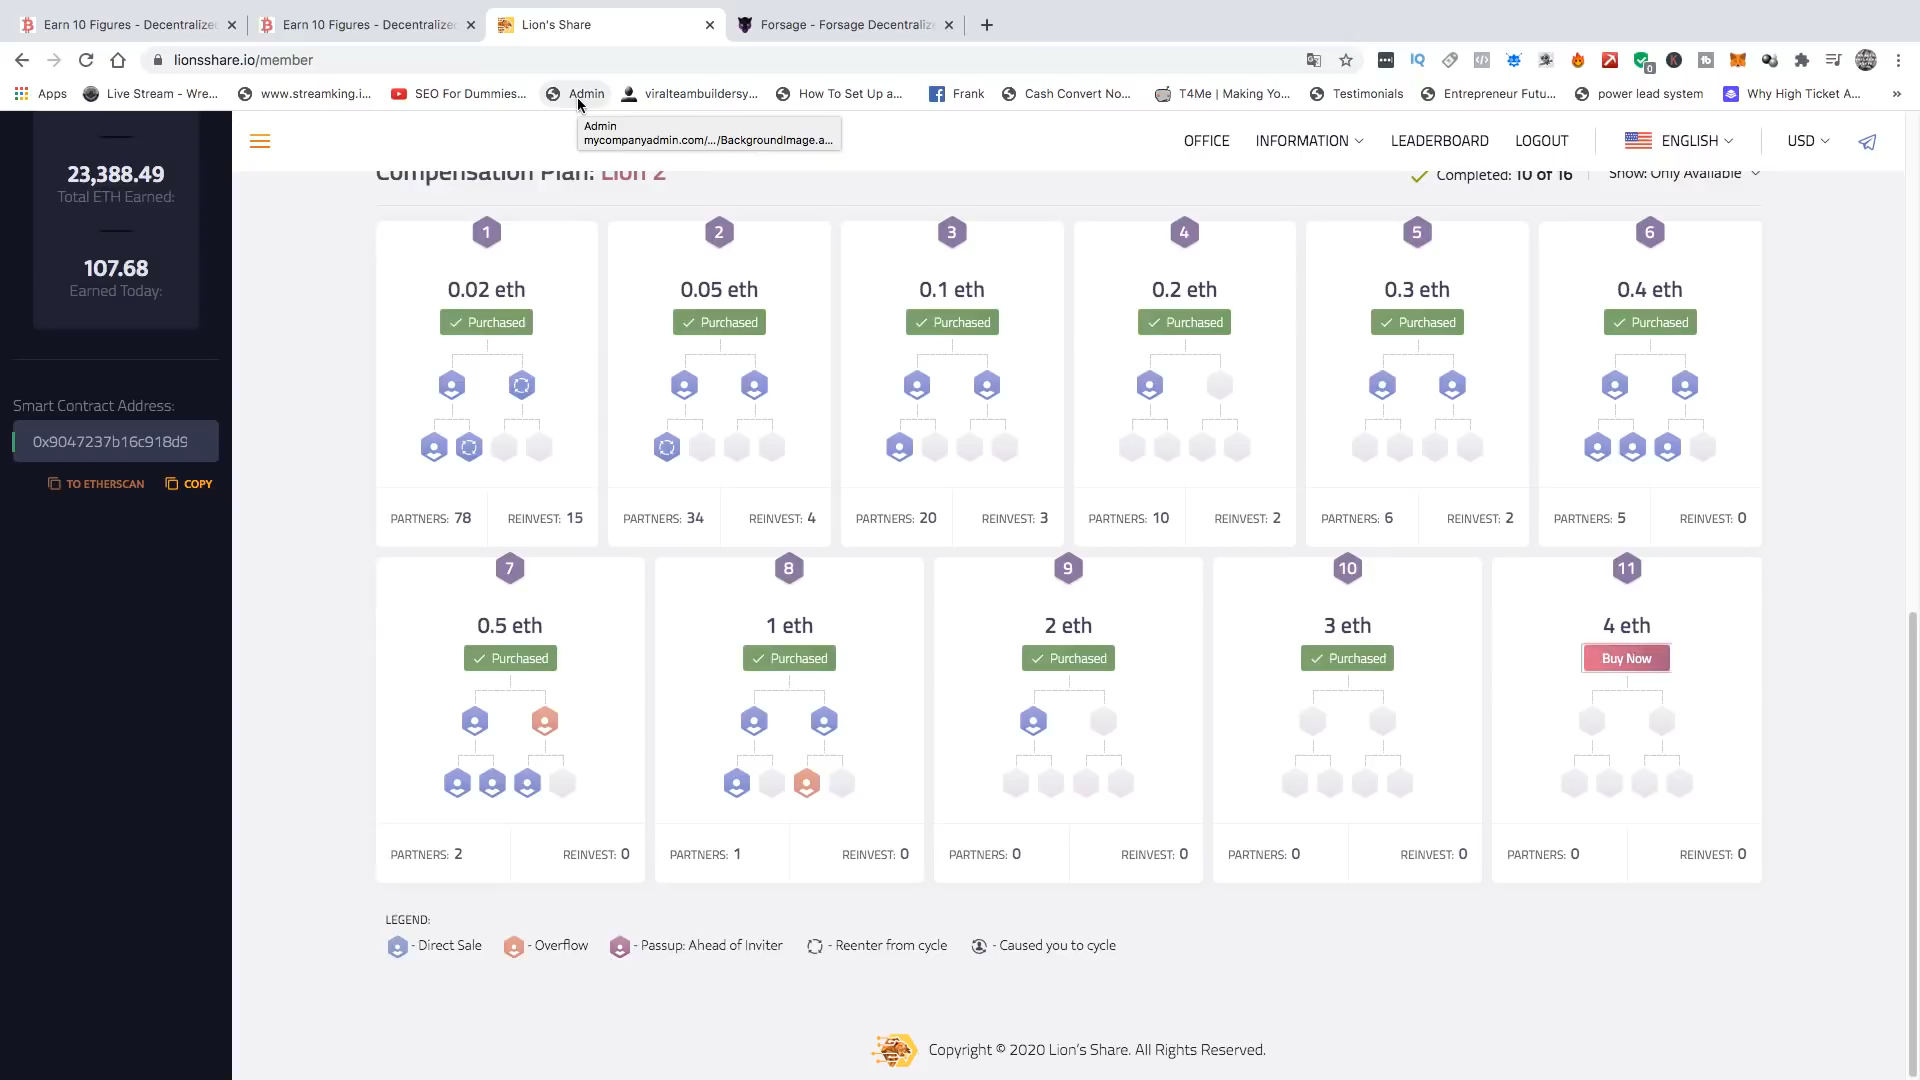 Earn 10 Figures - Decentralize
Earn 10 Figures - Decentralize
Lion's Share
Forsage - Forsage Decentraliz
lionsshare.io/member
Apps
Live Stream - Wre...
www.streamking.i...
SEO For Dummies...
Admin
viralteambuildersy...
How To Set Up a...
Frank
Cash Convert No...
T4Me | Making Yo...
Testimonials
Entrepreneur Futu...
power lead system
Why High Ticket A...
Admin
mycompanyadmin.com/.../BackgroundImage.a...
OFFICE
INFORMATION
LEADERBOARD
LOGOUT
ENGLISH
USD
23,388.49
Total ETH Earned:
107.68
Earned Today:
Smart Contract Address:
0x9047237b16c918d9
TO ETHERSCAN
COPY
Compensation Plan: Lion 2
Completed: 10 of 16
Show: Only Available
1
2
3
4
5
6
0.02 eth
0.05 eth
0.1 eth
0.2 eth
0.3 eth
0.4 eth
Purchased
Purchased
Purchased
Purchased
Purchased
Purchased
PARTNERS: 78
REINVEST: 15
PARTNERS: 34
REINVEST: 4
PARTNERS: 20
REINVEST: 3
PARTNERS: 10
REINVEST: 2
PARTNERS: 6
REINVEST: 2
PARTNERS: 5
REINVEST: 0
7
8
9
10
11
0.5 eth
1 eth
2 eth
3 eth
4 eth
Purchased
Purchased
Purchased
Purchased
Buy Now
PARTNERS: 2
REINVEST: 0
PARTNERS: 1
REINVEST: 0
PARTNERS: 0
REINVEST: 0
PARTNERS: 0
REINVEST: 0
PARTNERS: 0
REINVEST: 0
LEGEND:
- Direct Sale
- Overflow
- Passup: Ahead of Inviter
- Reenter from cycle
- Caused you to cycle
Copyright © 2020 Lion's Share. All Rights Reserved.